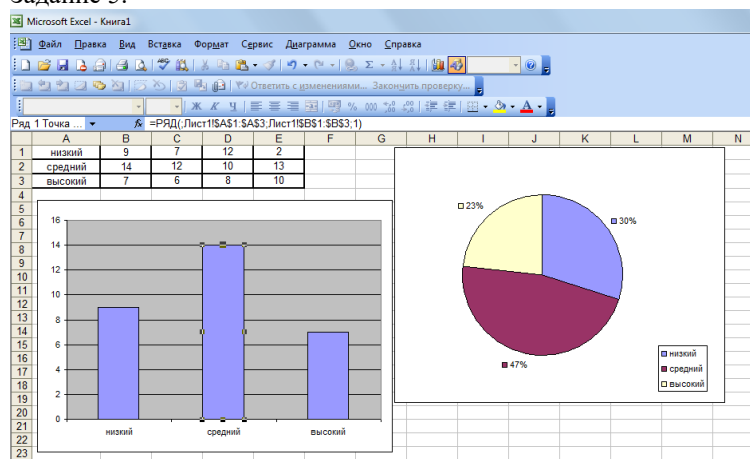 Задание 3.
Microsoft Excel - Книга1
Файл Правка Вид Вставка Формат Сервис Диаграмма Окно Справка
Ответить с изменениями... Закончить проверку...
Ж К Ч
Ряд 1 Точка ... fx =РЯД(;Лист1!$A$1:$A$3;Лист1!$B$1:$B$3;1)
A B C D E F G H I J K L M N
1 низкий 9 7 12 2
2 средний 14 12 10 13
3 высокий 7 6 8 10
4
5
6
7
8
9
10
11
12
13
14
15
16
17
18
19
20
21
22
23
16
14
12
10
8
6
4
2
0
низкий средний высокий
23%
30%
47%
низкий
средний
высокий